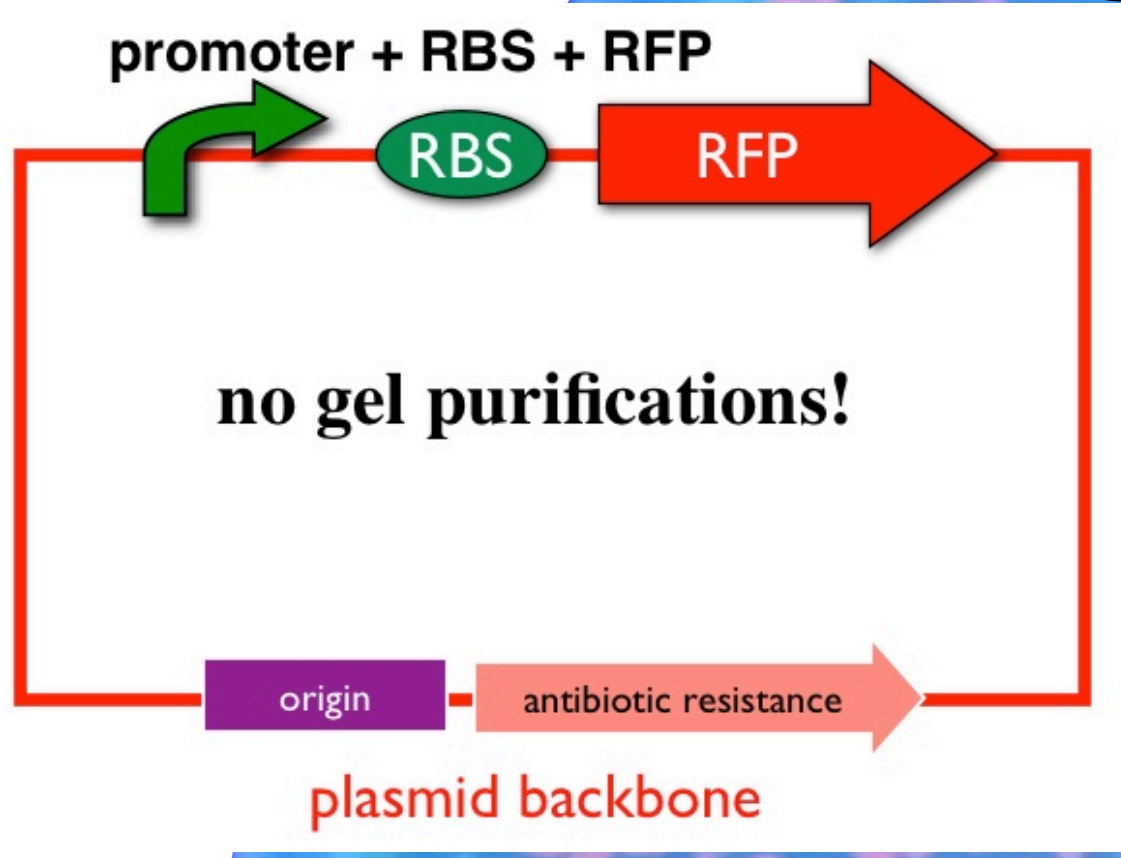 promoter + RBS + RFP
RBS
RFP
no gel purifications!
origin
antibiotic resistance
plasmid backbone